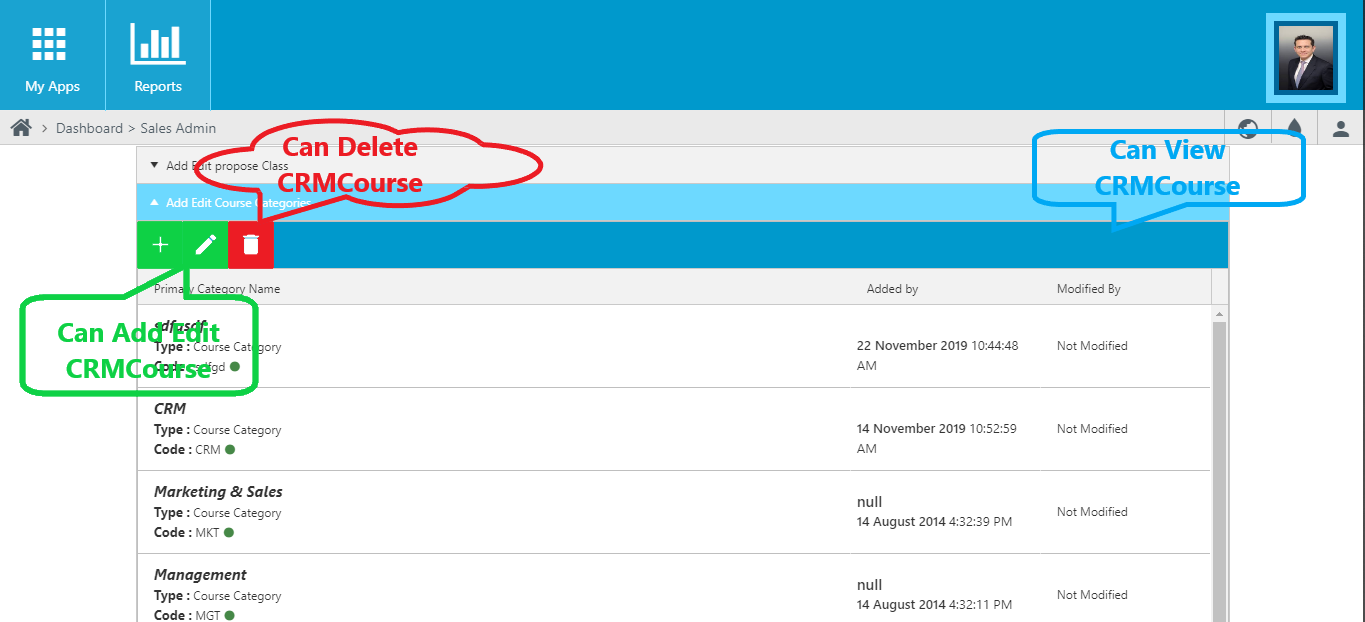 My Apps
Reports
Dashboard > Sales Admin
Add Edit propose Class
Can Delete
CRMCourse
Can View
CRMCourse
Add Edit Course Categories
Primary Category Name
Added by
Modified By
Can Add Edit
CRMCourse
sdfgsdf
Type : Course Category
Code : sdfgd
22 November 2019 10:44:48
AM
Not Modified
CRM
Type : Course Category
Code : CRM
14 November 2019 10:52:59
AM
Not Modified
Marketing & Sales
Type : Course Category
Code : MKT
null
14 August 2014 4:32:39 PM
Not Modified
Management
Type : Course Category
Code : MGT
null
14 August 2014 4:32:11 PM
Not Modified